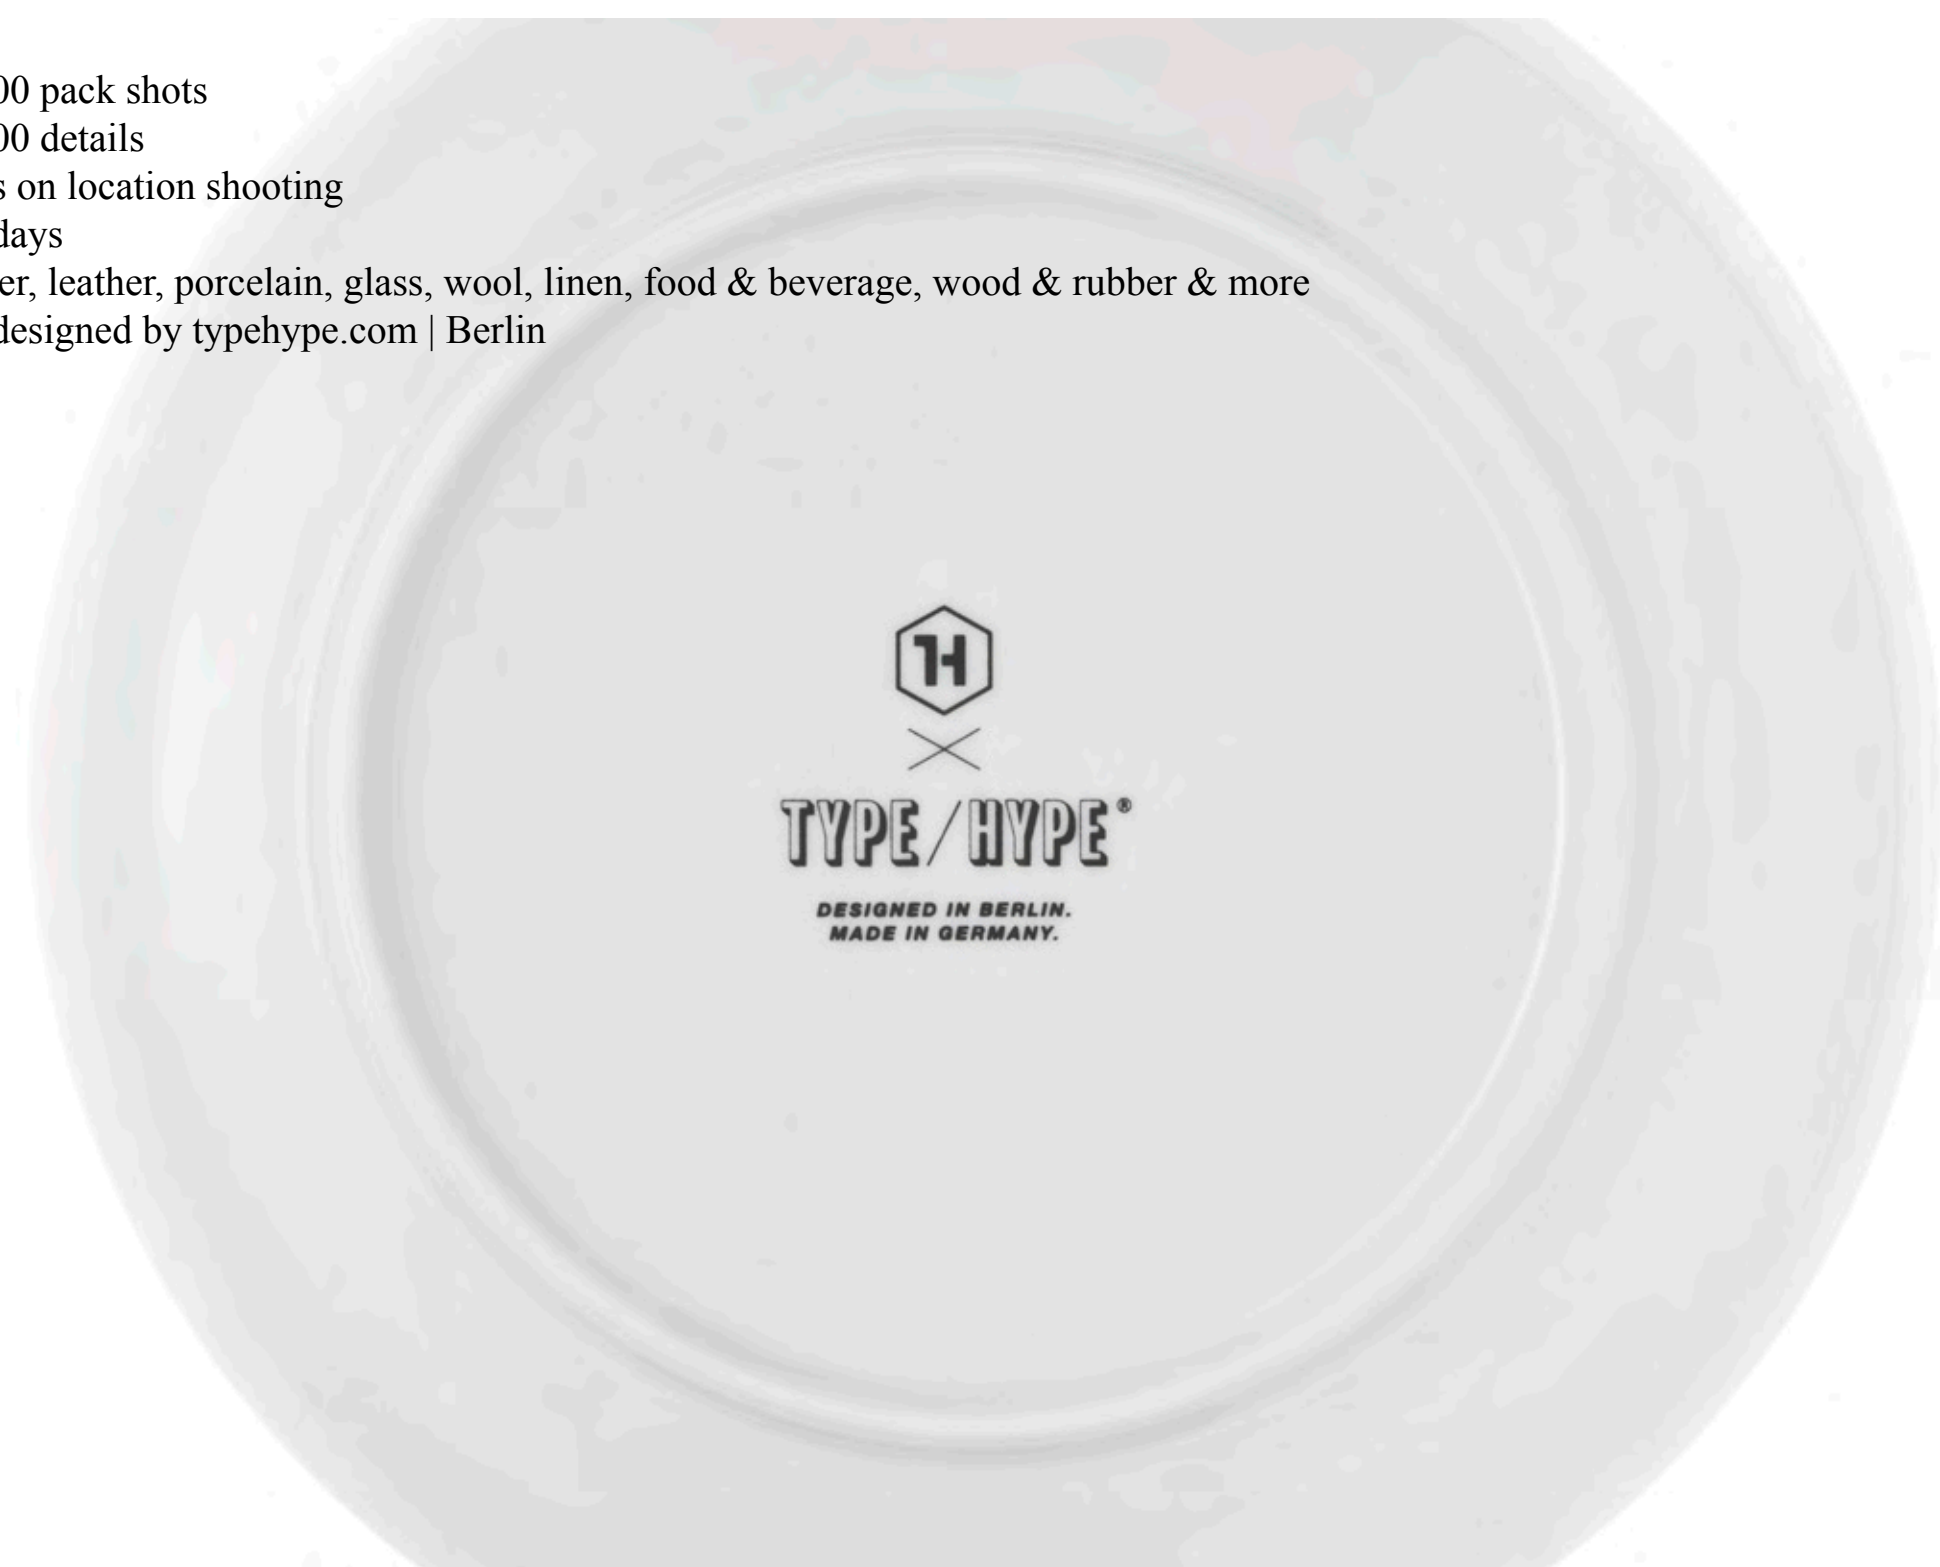 00 pack shots
00 details
s on location shooting
days
er, leather, porcelain, glass, wool, linen, food & beverage, wood & rubber & more
designed by typehype.com | Berlin
TH
TYPE/HYPE®
DESIGNED IN BERLIN.
MADE IN GERMANY.